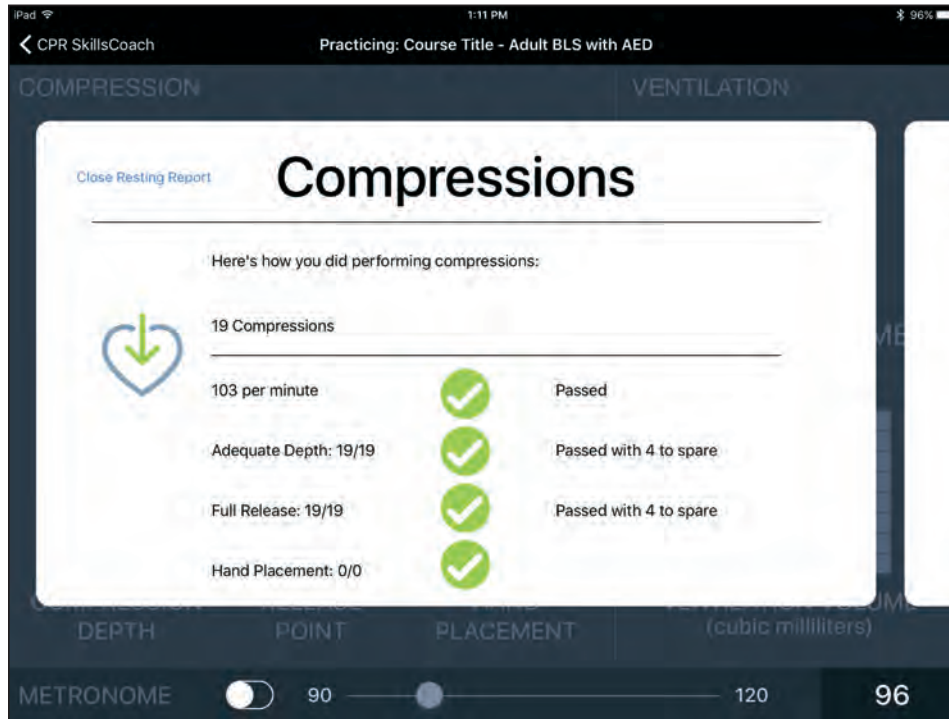 iPad 1:11 PM 96%
CPR SkillsCoach Practicing: Course Title - Adult BLS with AED
COMPRESSION VENTILATION
Close Resting Report Compressions
Here's how you did performing compressions:
19 Compressions
103 per minute Passed
Adequate Depth: 19/19 Passed with 4 to spare
Full Release: 19/19 Passed with 4 to spare
Hand Placement: 0/0
DEPTH POINT PLACEMENT (cubic milliliters)
METRONOME 90 120 96